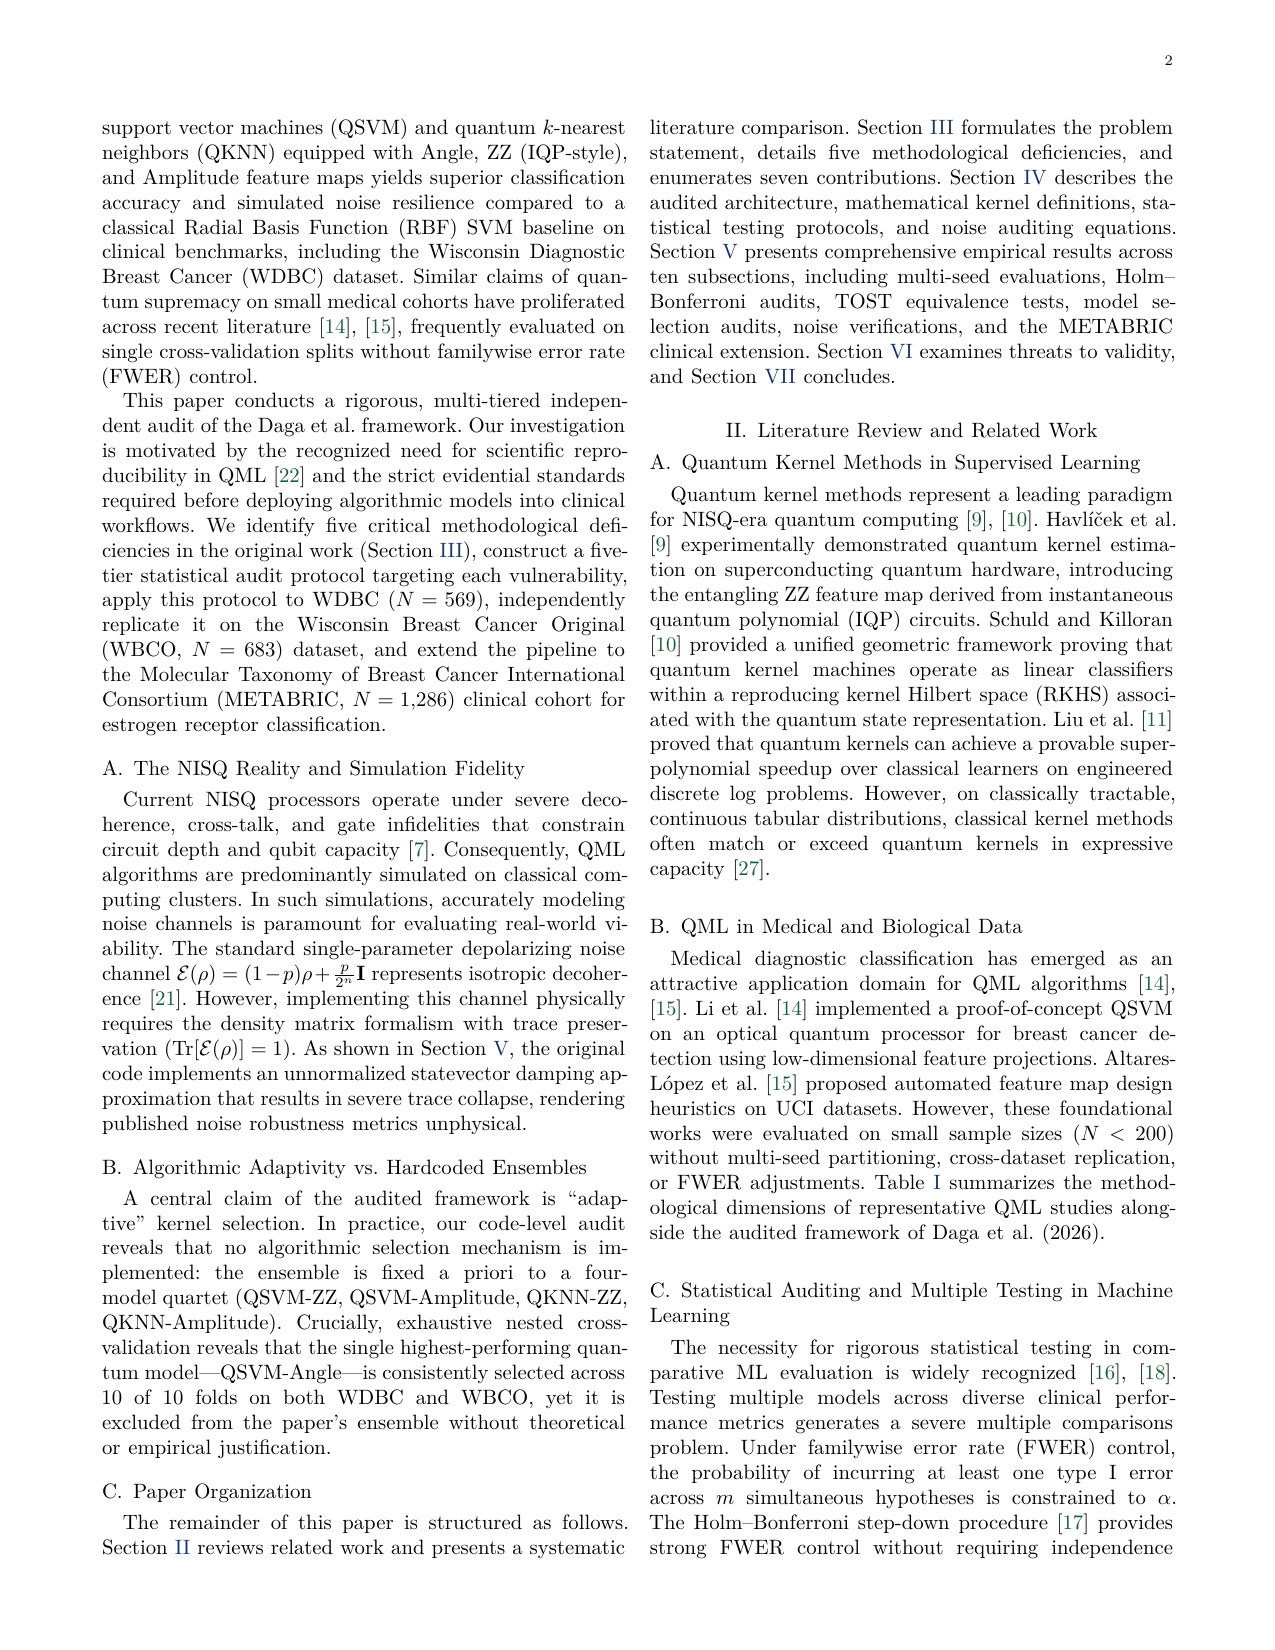 2
support vector machines (QSVM) and quantum k-nearest
neighbors (QKNN) equipped with Angle, ZZ (IQP-style),
and Amplitude feature maps yields superior classification
accuracy and simulated noise resilience compared to a
classical Radial Basis Function (RBF) SVM baseline on
clinical benchmarks, including the Wisconsin Diagnostic
Breast Cancer (WDBC) dataset. Similar claims of quan-
tum supremacy on small medical cohorts have proliferated
across recent literature [14], [15], frequently evaluated on
single cross-validation splits without familywise error rate
(FWER) control.
This paper conducts a rigorous, multi-tiered indepen-
dent audit of the Daga et al. framework. Our investigation
is motivated by the recognized need for scientific repro-
ducibility in QML [22] and the strict evidential standards
required before deploying algorithmic models into clinical
workflows. We identify five critical methodological defi-
ciencies in the original work (Section III), construct a five-
tier statistical audit protocol targeting each vulnerability,
apply this protocol to WDBC (N = 569), independently
replicate it on the Wisconsin Breast Cancer Original
(WBCO, N = 683) dataset, and extend the pipeline to
the Molecular Taxonomy of Breast Cancer International
Consortium (METABRIC, N = 1,286) clinical cohort for
estrogen receptor classification.
A. The NISQ Reality and Simulation Fidelity
Current NISQ processors operate under severe deco-
herence, cross-talk, and gate infidelities that constrain
circuit depth and qubit capacity [7]. Consequently, QML
algorithms are predominantly simulated on classical com-
puting clusters. In such simulations, accurately modeling
noise channels is paramount for evaluating real-world vi-
ability. The standard single-parameter depolarizing noise
channel ℰ(ρ) = (1−p)ρ+ p/2ⁿ I represents isotropic decoher-
ence [21]. However, implementing this channel physically
requires the density matrix formalism with trace preser-
vation (Tr[ℰ(ρ)] = 1). As shown in Section V, the original
code implements an unnormalized statevector damping ap-
proximation that results in severe trace collapse, rendering
published noise robustness metrics unphysical.
B. Algorithmic Adaptivity vs. Hardcoded Ensembles
A central claim of the audited framework is “adap-
tive” kernel selection. In practice, our code-level audit
reveals that no algorithmic selection mechanism is im-
plemented: the ensemble is fixed a priori to a four-
model quartet (QSVM-ZZ, QSVM-Amplitude, QKNN-ZZ,
QKNN-Amplitude). Crucially, exhaustive nested cross-
validation reveals that the single highest-performing quan-
tum model—QSVM-Angle—is consistently selected across
10 of 10 folds on both WDBC and WBCO, yet it is
excluded from the paper’s ensemble without theoretical
or empirical justification.
C. Paper Organization
The remainder of this paper is structured as follows.
Section II reviews related work and presents a systematic
literature comparison. Section III formulates the problem
statement, details five methodological deficiencies, and
enumerates seven contributions. Section IV describes the
audited architecture, mathematical kernel definitions, sta-
tistical testing protocols, and noise auditing equations.
Section V presents comprehensive empirical results across
ten subsections, including multi-seed evaluations, Holm–
Bonferroni audits, TOST equivalence tests, model se-
lection audits, noise verifications, and the METABRIC
clinical extension. Section VI examines threats to validity,
and Section VII concludes.
II. Literature Review and Related Work
A. Quantum Kernel Methods in Supervised Learning
Quantum kernel methods represent a leading paradigm
for NISQ-era quantum computing [9], [10]. Havlíček et al.
[9] experimentally demonstrated quantum kernel estima-
tion on superconducting quantum hardware, introducing
the entangling ZZ feature map derived from instantaneous
quantum polynomial (IQP) circuits. Schuld and Killoran
[10] provided a unified geometric framework proving that
quantum kernel machines operate as linear classifiers
within a reproducing kernel Hilbert space (RKHS) associ-
ated with the quantum state representation. Liu et al. [11]
proved that quantum kernels can achieve a provable super-
polynomial speedup over classical learners on engineered
discrete log problems. However, on classically tractable,
continuous tabular distributions, classical kernel methods
often match or exceed quantum kernels in expressive
capacity [27].
B. QML in Medical and Biological Data
Medical diagnostic classification has emerged as an
attractive application domain for QML algorithms [14],
[15]. Li et al. [14] implemented a proof-of-concept QSVM
on an optical quantum processor for breast cancer de-
tection using low-dimensional feature projections. Altares-
López et al. [15] proposed automated feature map design
heuristics on UCI datasets. However, these foundational
works were evaluated on small sample sizes (N < 200)
without multi-seed partitioning, cross-dataset replication,
or FWER adjustments. Table I summarizes the method-
ological dimensions of representative QML studies along-
side the audited framework of Daga et al. (2026).
C. Statistical Auditing and Multiple Testing in Machine
Learning
The necessity for rigorous statistical testing in com-
parative ML evaluation is widely recognized [16], [18].
Testing multiple models across diverse clinical perfor-
mance metrics generates a severe multiple comparisons
problem. Under familywise error rate (FWER) control,
the probability of incurring at least one type I error
across m simultaneous hypotheses is constrained to α.
The Holm–Bonferroni step-down procedure [17] provides
strong FWER control without requiring independence